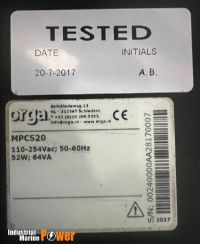 TESTED
DATE INITIALS
20-7-2017 A.B.
orga
MPC520
110-254Vac; 50-60Hz
52W; 64VA
S/N: 00240000AA28170007
2017
Industrial
Marine Power